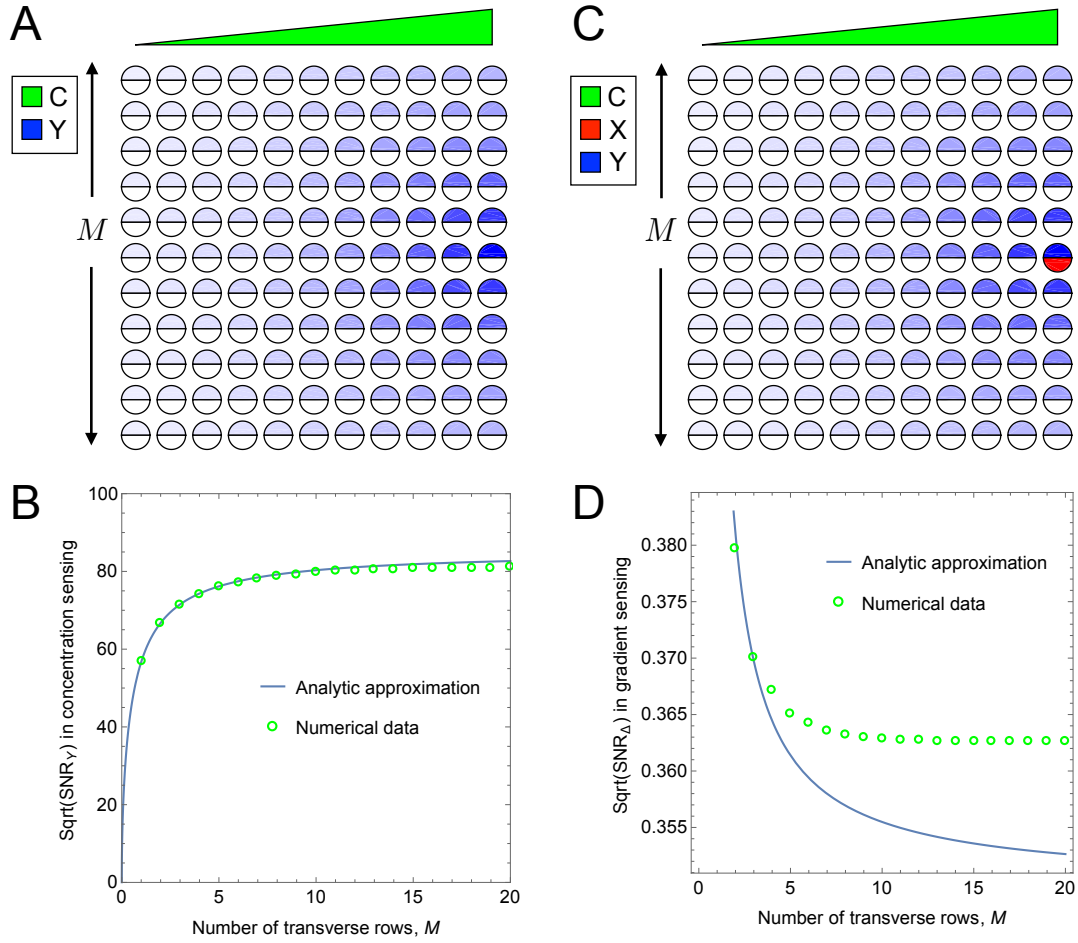 A
C
Y
M
B
100
80
60
40
20
0
0
5
10
15
20
Sqrt(SNR_Y) in concentration sensing
Analytic approximation
Numerical data
Number of transverse rows, M
C
C
X
Y
M
D
0.380
0.375
0.370
0.365
0.360
0.355
0
5
10
15
20
Sqrt(SNR_Δ) in gradient sensing
Analytic approximation
Numerical data
Number of transverse rows, M